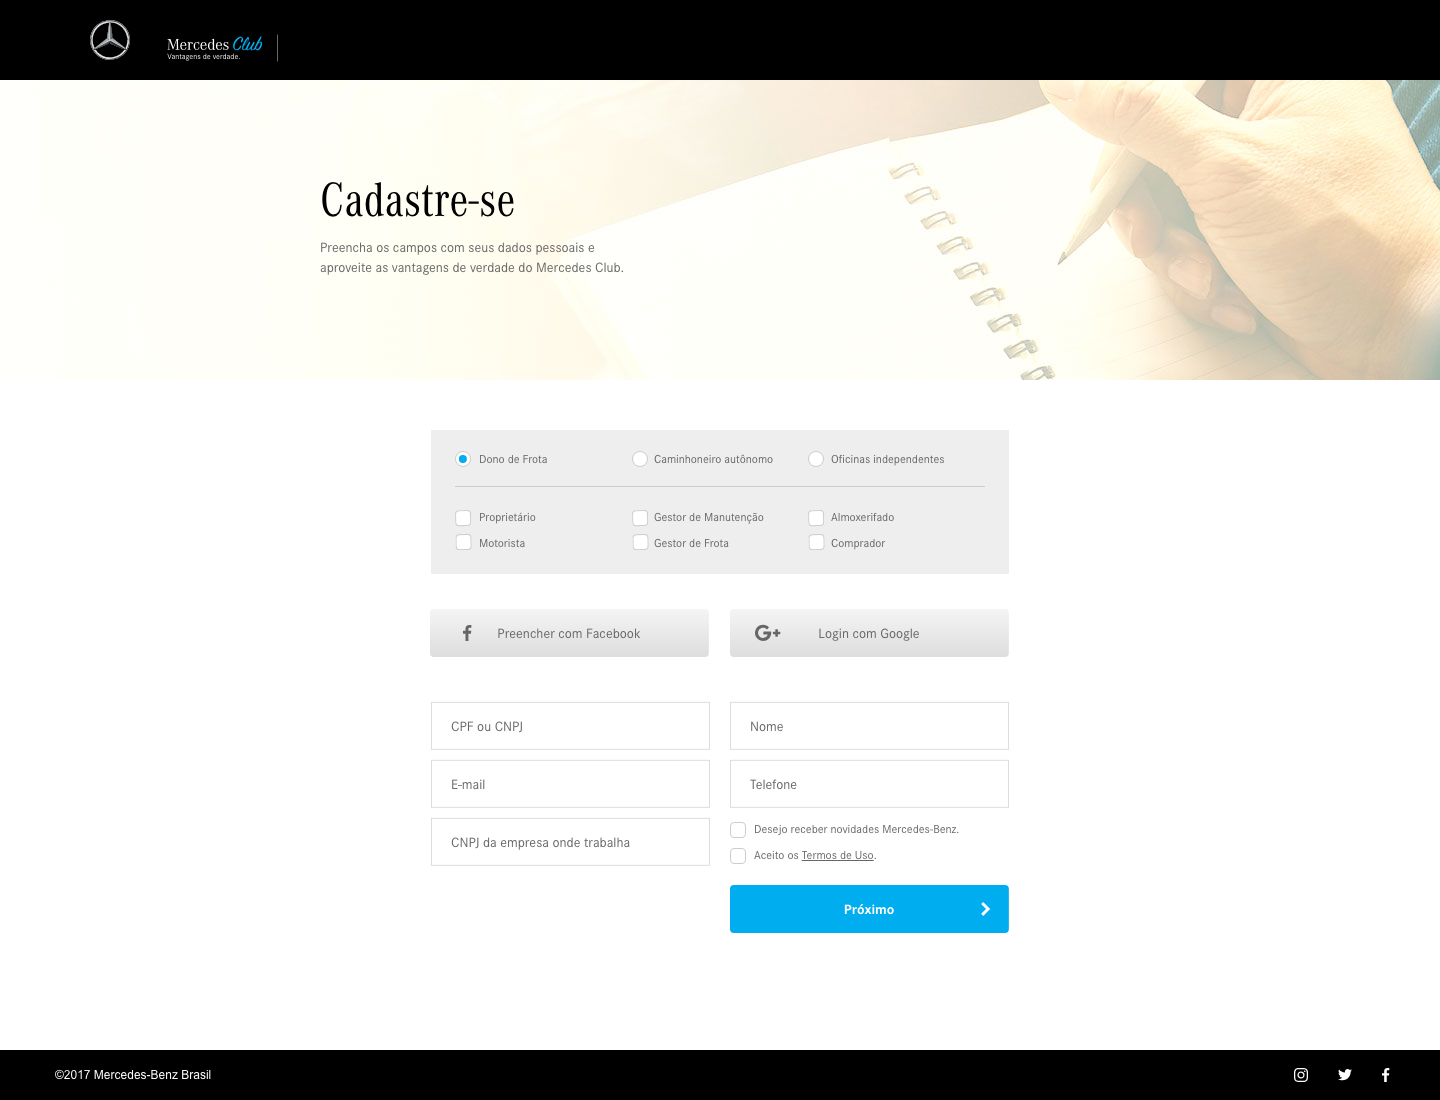 Mercedes Club
Vantagens de verdade.
Cadastre-se
Preencha os campos com seus dados pessoais e
aproveite as vantagens de verdade do Mercedes Club.
Dono de Frota
Caminhoneiro autônomo
Oficinas independentes
Proprietário
Gestor de Manutenção
Almoxerifado
Motorista
Gestor de Frota
Comprador
Preencher com Facebook
G+ Login com Google
CPF ou CNPJ
Nome
E-mail
Telefone
CNPJ da empresa onde trabalha
Desejo receber novidades Mercedes-Benz.
Aceito os Termos de Uso.
Próximo
©2017 Mercedes-Benz Brasil